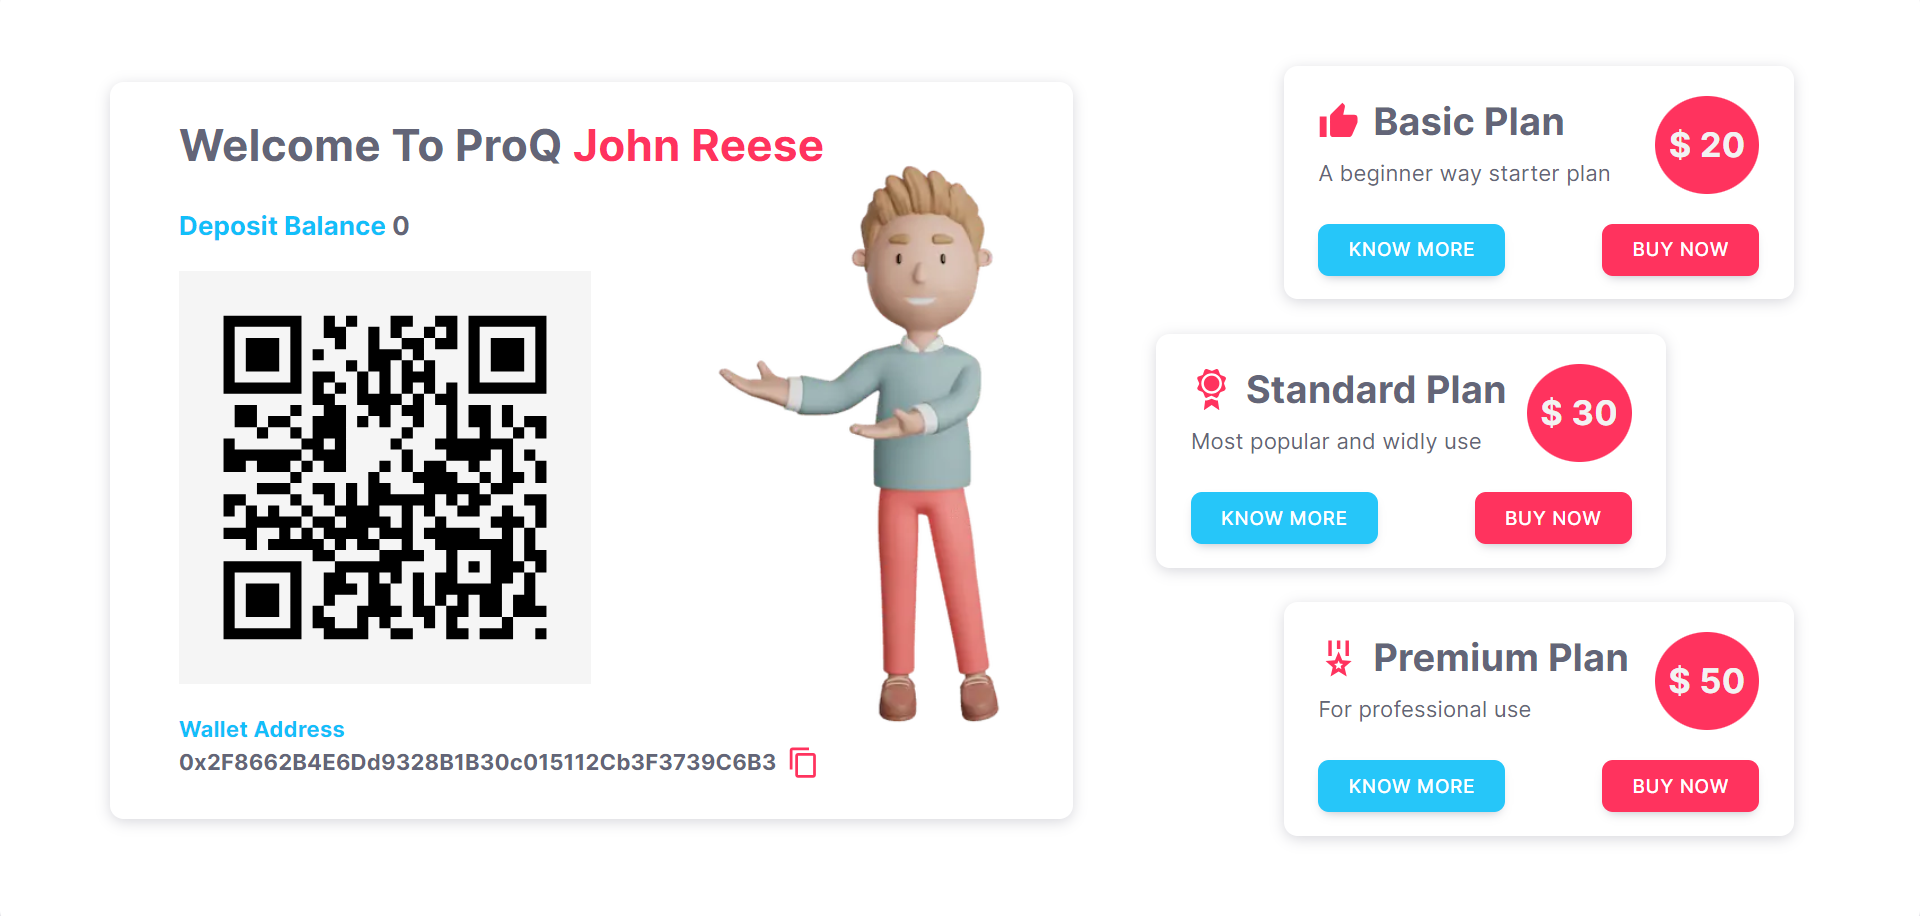 Welcome To ProQ John Reese
Deposit Balance 0
Wallet Address
0x2F8662B4E6Dd9328B1B30c015112Cb3F3739C6B3
Basic Plan
$ 20
A beginner way starter plan
KNOW MORE
BUY NOW
Standard Plan
$ 30
Most popular and widly use
KNOW MORE
BUY NOW
Premium Plan
$ 50
For professional use
KNOW MORE
BUY NOW